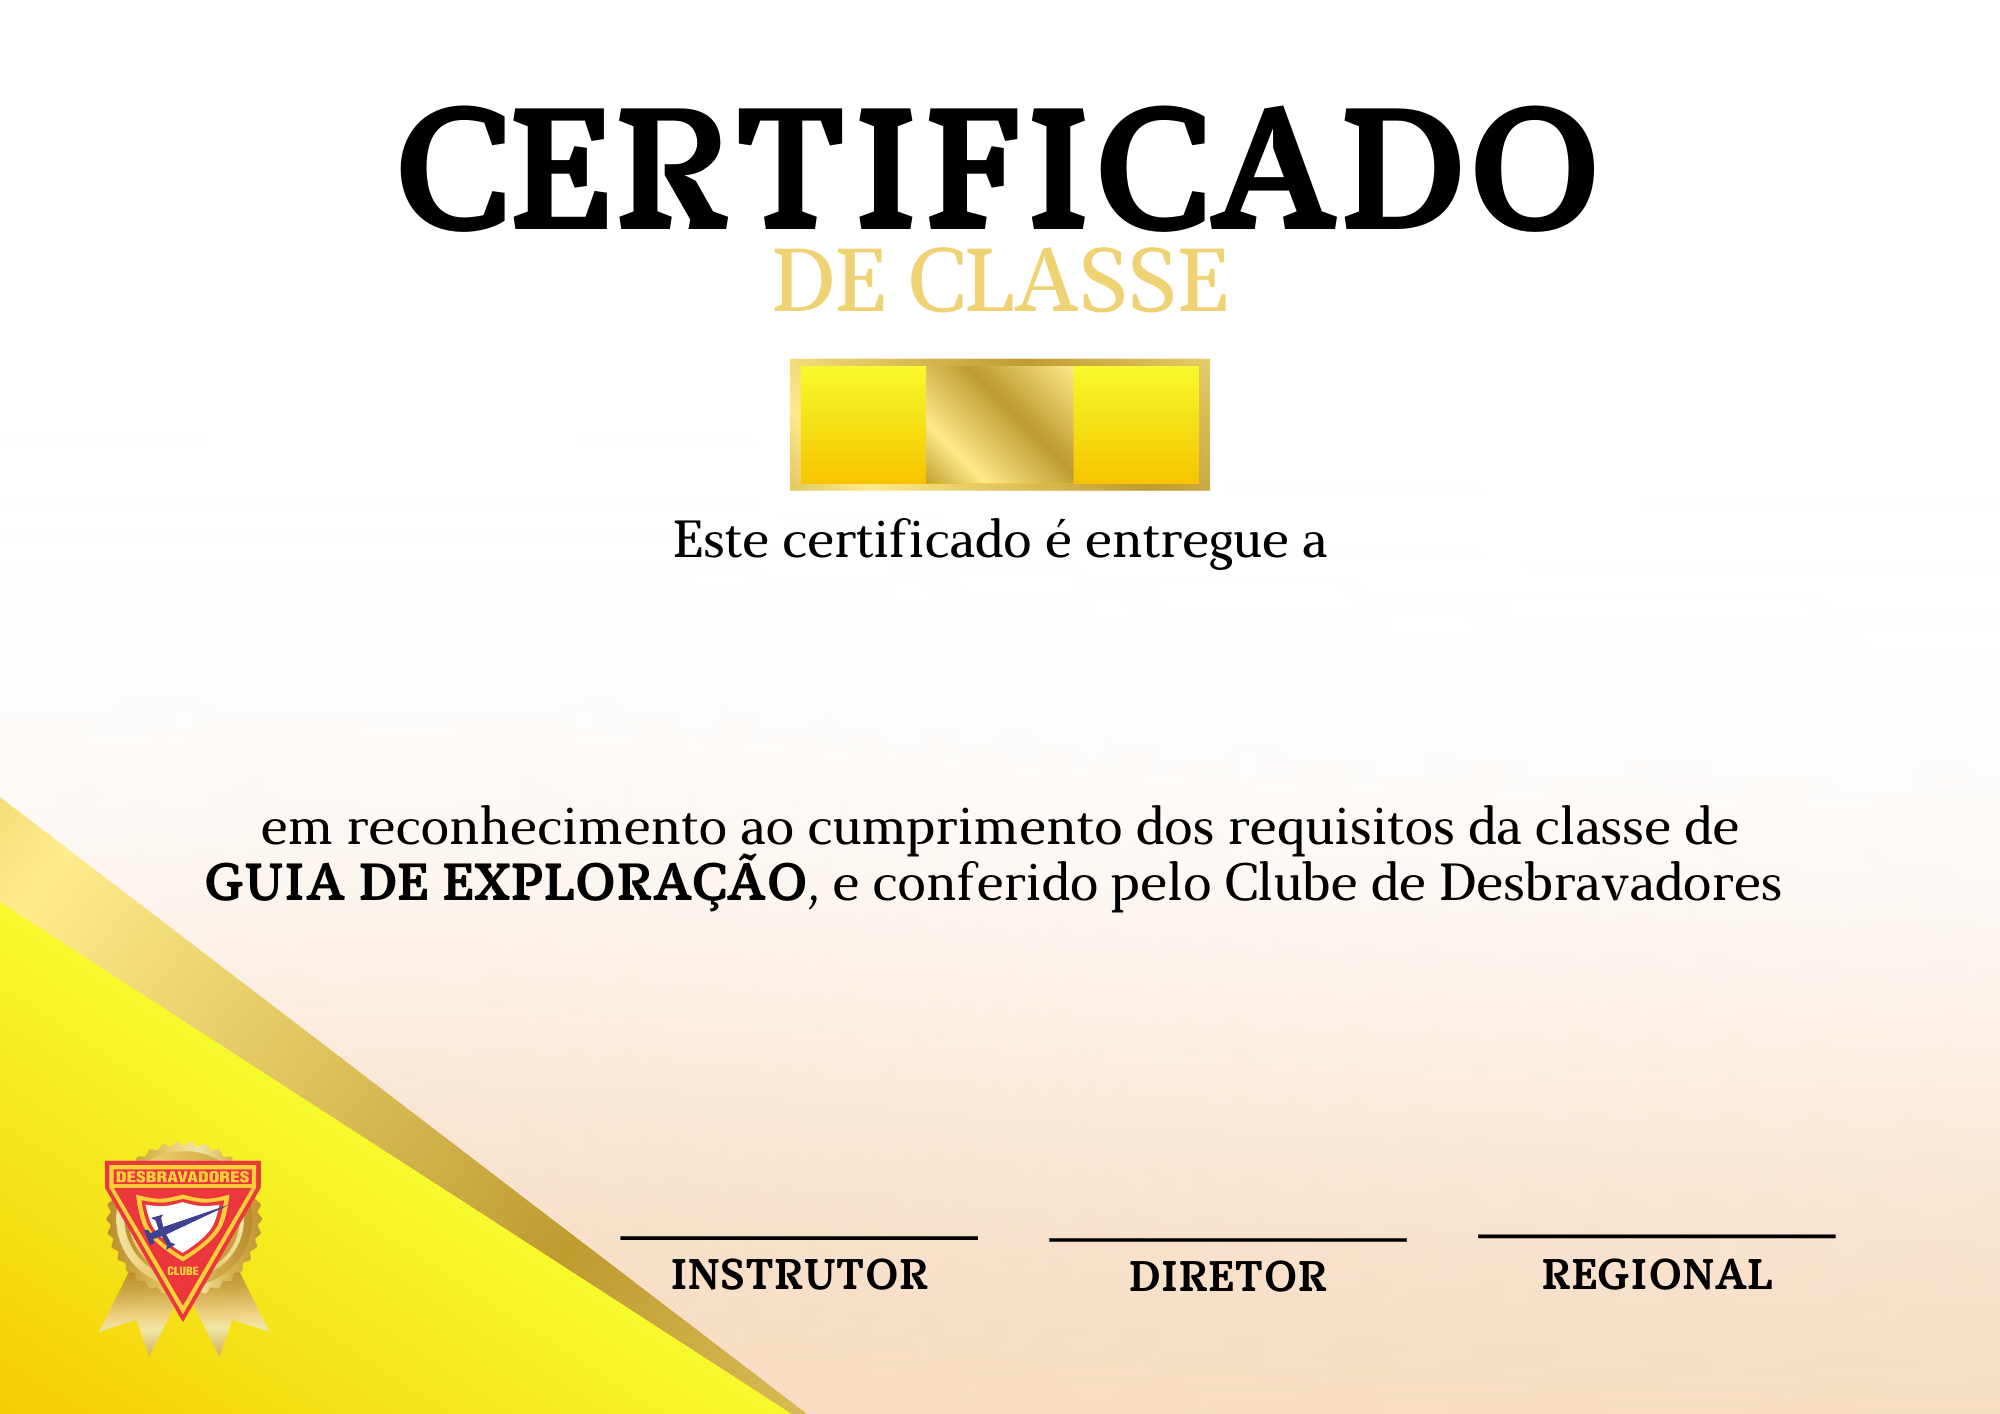 CERTIFICADO
DE CLASSE
Este certificado é entregue a
em reconhecimento ao cumprimento dos requisitos da classe de
GUIA DE EXPLORAÇÃO, e conferido pelo Clube de Desbravadores
DESBRAVADORES
CLUBE
INSTRUTOR
DIRETOR
REGIONAL